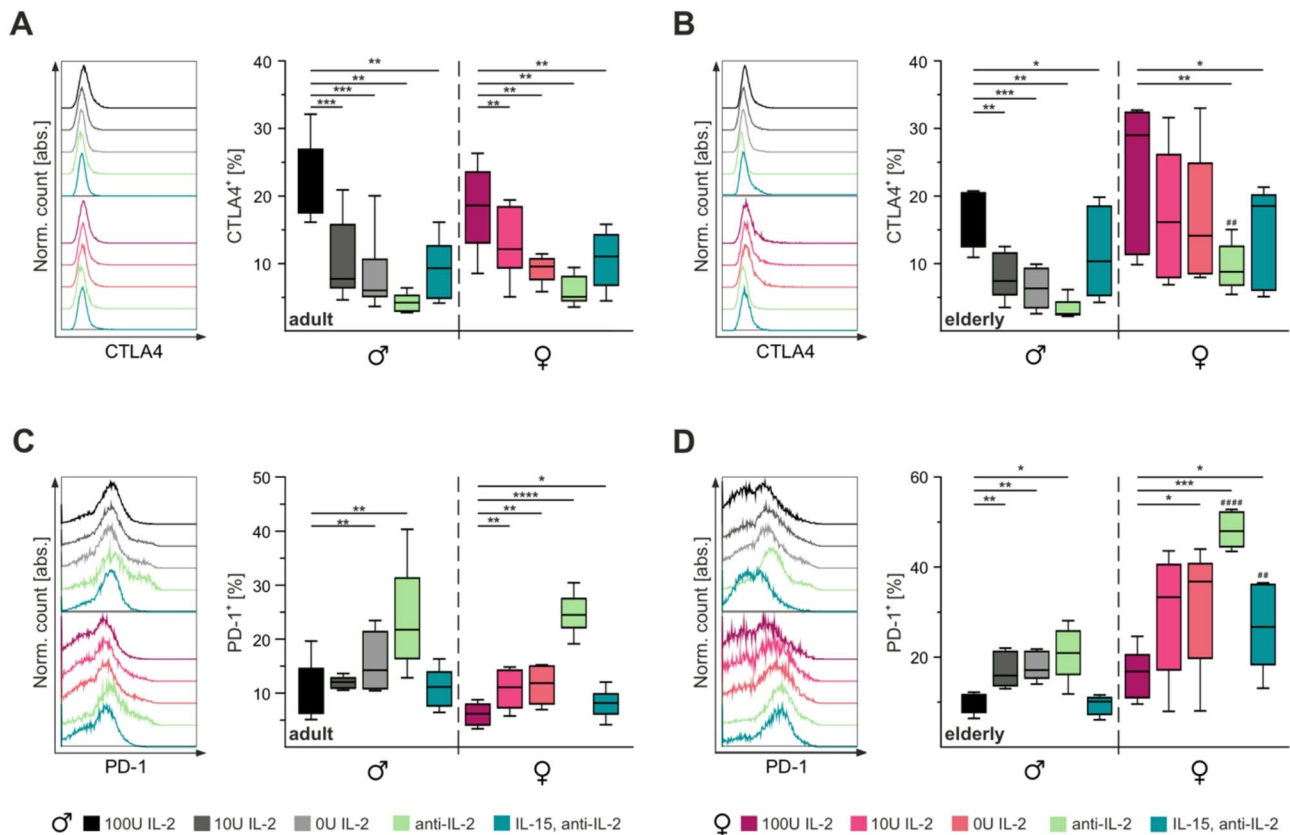 A
Norm. count [abs.]
CTLA4
CTLA4⁺ [%]
40
30
20
10
** **
** **
*** **
*** **
adult
♂ ♀
B
Norm. count [abs.]
CTLA4
CTLA4⁺ [%]
40
30
20
10
* *
** **
***
**
##
elderly
♂ ♀
C
Norm. count [abs.]
PD-1
PD-1⁺ [%]
50
40
30
20
10
*
** ****
** **
**
adult
♂ ♀
D
Norm. count [abs.]
PD-1
PD-1⁺ [%]
60
40
20
* *
** ***
** *
####
##
elderly
♂ ♀
♂ 100U IL-2 10U IL-2 0U IL-2 anti-IL-2 IL-15, anti-IL-2
♀ 100U IL-2 10U IL-2 0U IL-2 anti-IL-2 IL-15, anti-IL-2